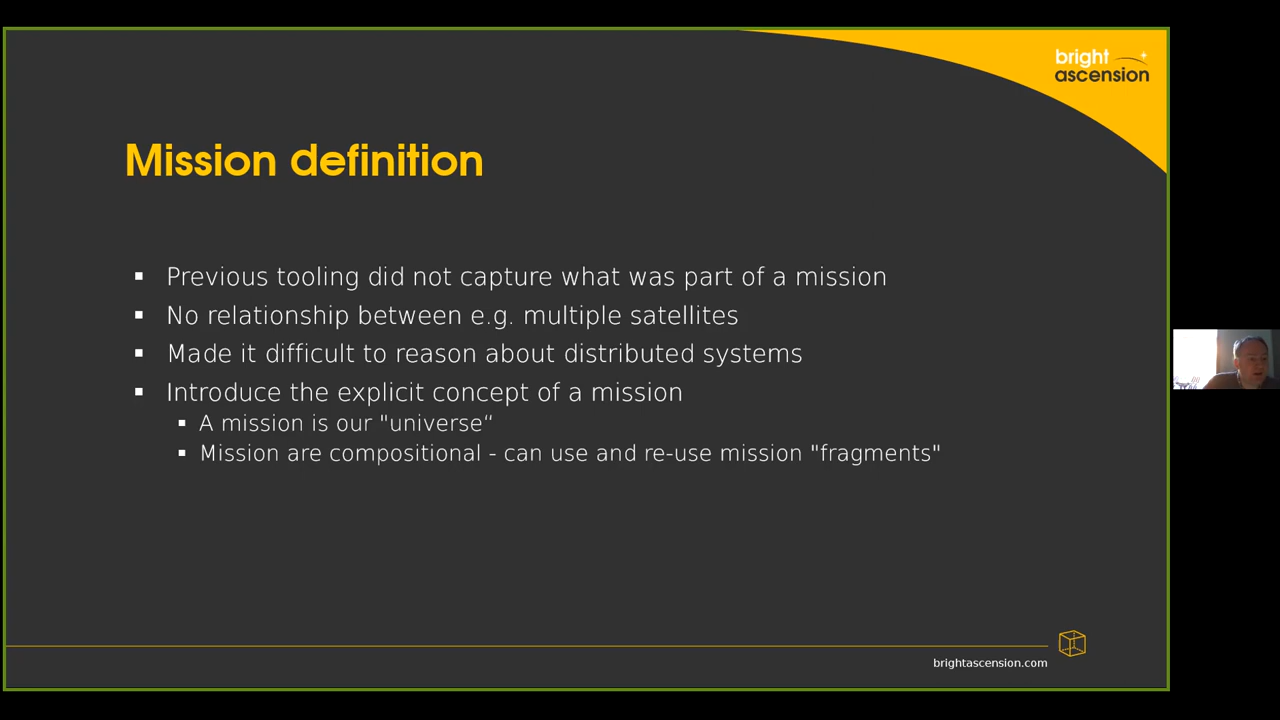 bright
ascension
Mission definition
▪ Previous tooling did not capture what was part of a mission
▪ No relationship between e.g. multiple satellites
▪ Made it difficult to reason about distributed systems
▪ Introduce the explicit concept of a mission
▪ A mission is our "universe“
▪ Mission are compositional - can use and re-use mission "fragments"
brightascension.com